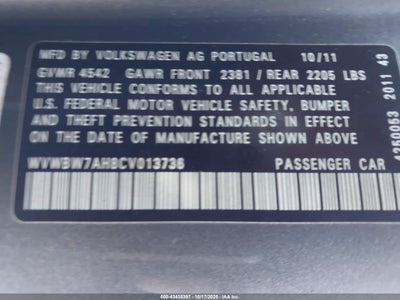 MFD BY VOLKSWAGEN AG PORTUGAL 10/11
GVWR 4542 GAWR FRONT 2381 / REAR 2205 LBS
THIS VEHICLE CONFORMS TO ALL APPLICABLE
U.S. FEDERAL MOTOR VEHICLE SAFETY, BUMPER
AND THEFT PREVENTION STANDARDS IN EFFECT
ON THE DATE OF MANUFACTURE SHOWN ABOVE
WVWBW7AH8CV013736 PASSENGER CAR
4250053 2011 43
000-43438397 - 10/17/2025 - IAA Inc.